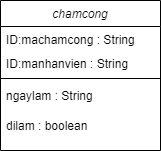 chamcong
ID:machamcong : String
ID:manhanvien : String
ngaylam : String
dilam : boolean